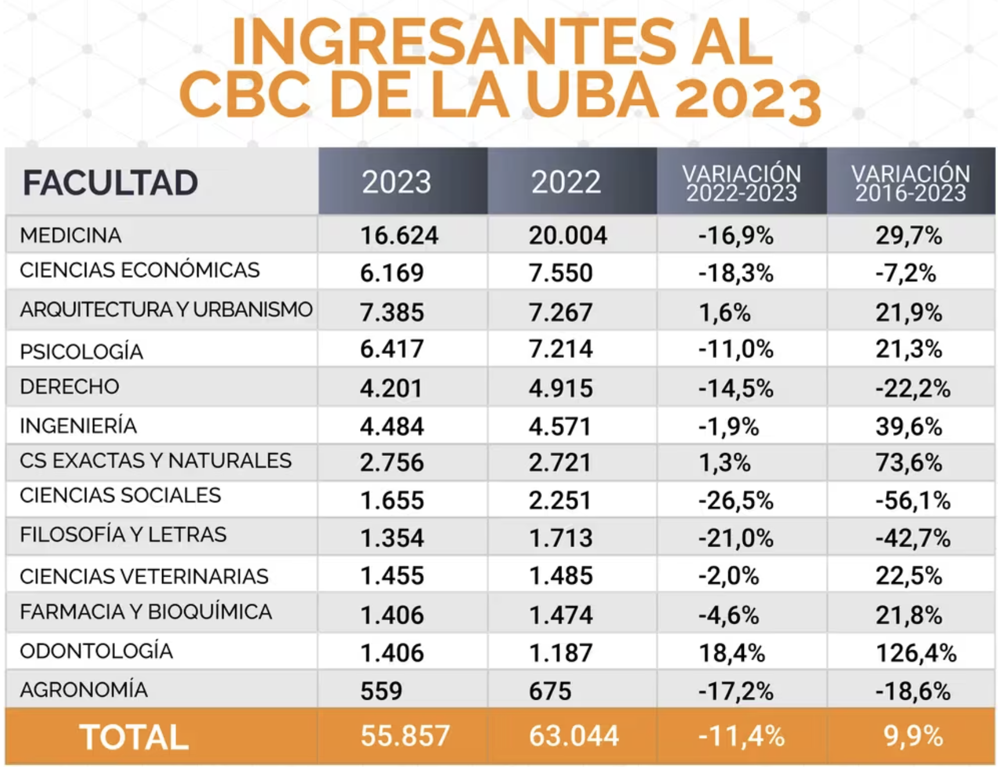 INGRESANTES AL
CBC DE LA UBA 2023
FACULTAD 2023 2022 VARIACIÓN 2022-2023 VARIACIÓN 2016-2023
MEDICINA 16.624 20.004 -16,9% 29,7%
CIENCIAS ECONÓMICAS 6.169 7.550 -18,3% -7,2%
ARQUITECTURA Y URBANISMO 7.385 7.267 1,6% 21,9%
PSICOLOGÍA 6.417 7.214 -11,0% 21,3%
DERECHO 4.201 4.915 -14,5% -22,2%
INGENIERÍA 4.484 4.571 -1,9% 39,6%
CS EXACTAS Y NATURALES 2.756 2.721 1,3% 73,6%
CIENCIAS SOCIALES 1.655 2.251 -26,5% -56,1%
FILOSOFÍA Y LETRAS 1.354 1.713 -21,0% -42,7%
CIENCIAS VETERINARIAS 1.455 1.485 -2,0% 22,5%
FARMACIA Y BIOQUÍMICA 1.406 1.474 -4,6% 21,8%
ODONTOLOGÍA 1.406 1.187 18,4% 126,4%
AGRONOMÍA 559 675 -17,2% -18,6%
TOTAL 55.857 63.044 -11,4% 9,9%